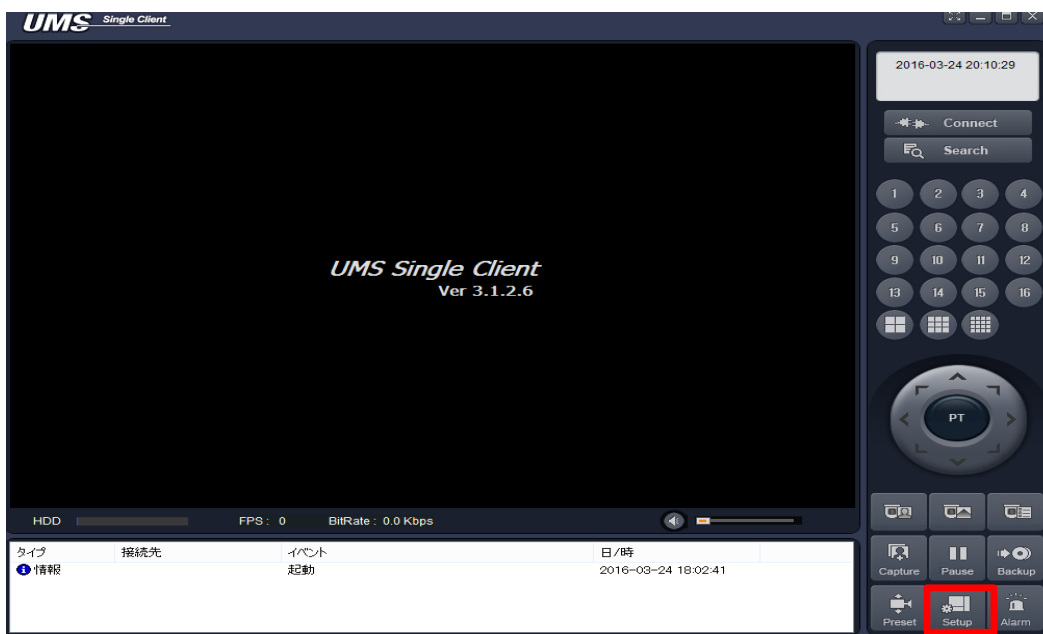 UMS Single Client
2016-03-24 20:10:29
Connect
Search
1 2 3 4
5 6 7 8
9 10 11 12
13 14 15 16
UMS Single Client
Ver 3.1.2.6
PT
HDD FPS : 0 BitRate : 0.0 Kbps
タイプ 接続先 イベント 日/時
情報 起動 2016-03-24 18:02:41
Capture Pause Backup
Preset Setup Alarm